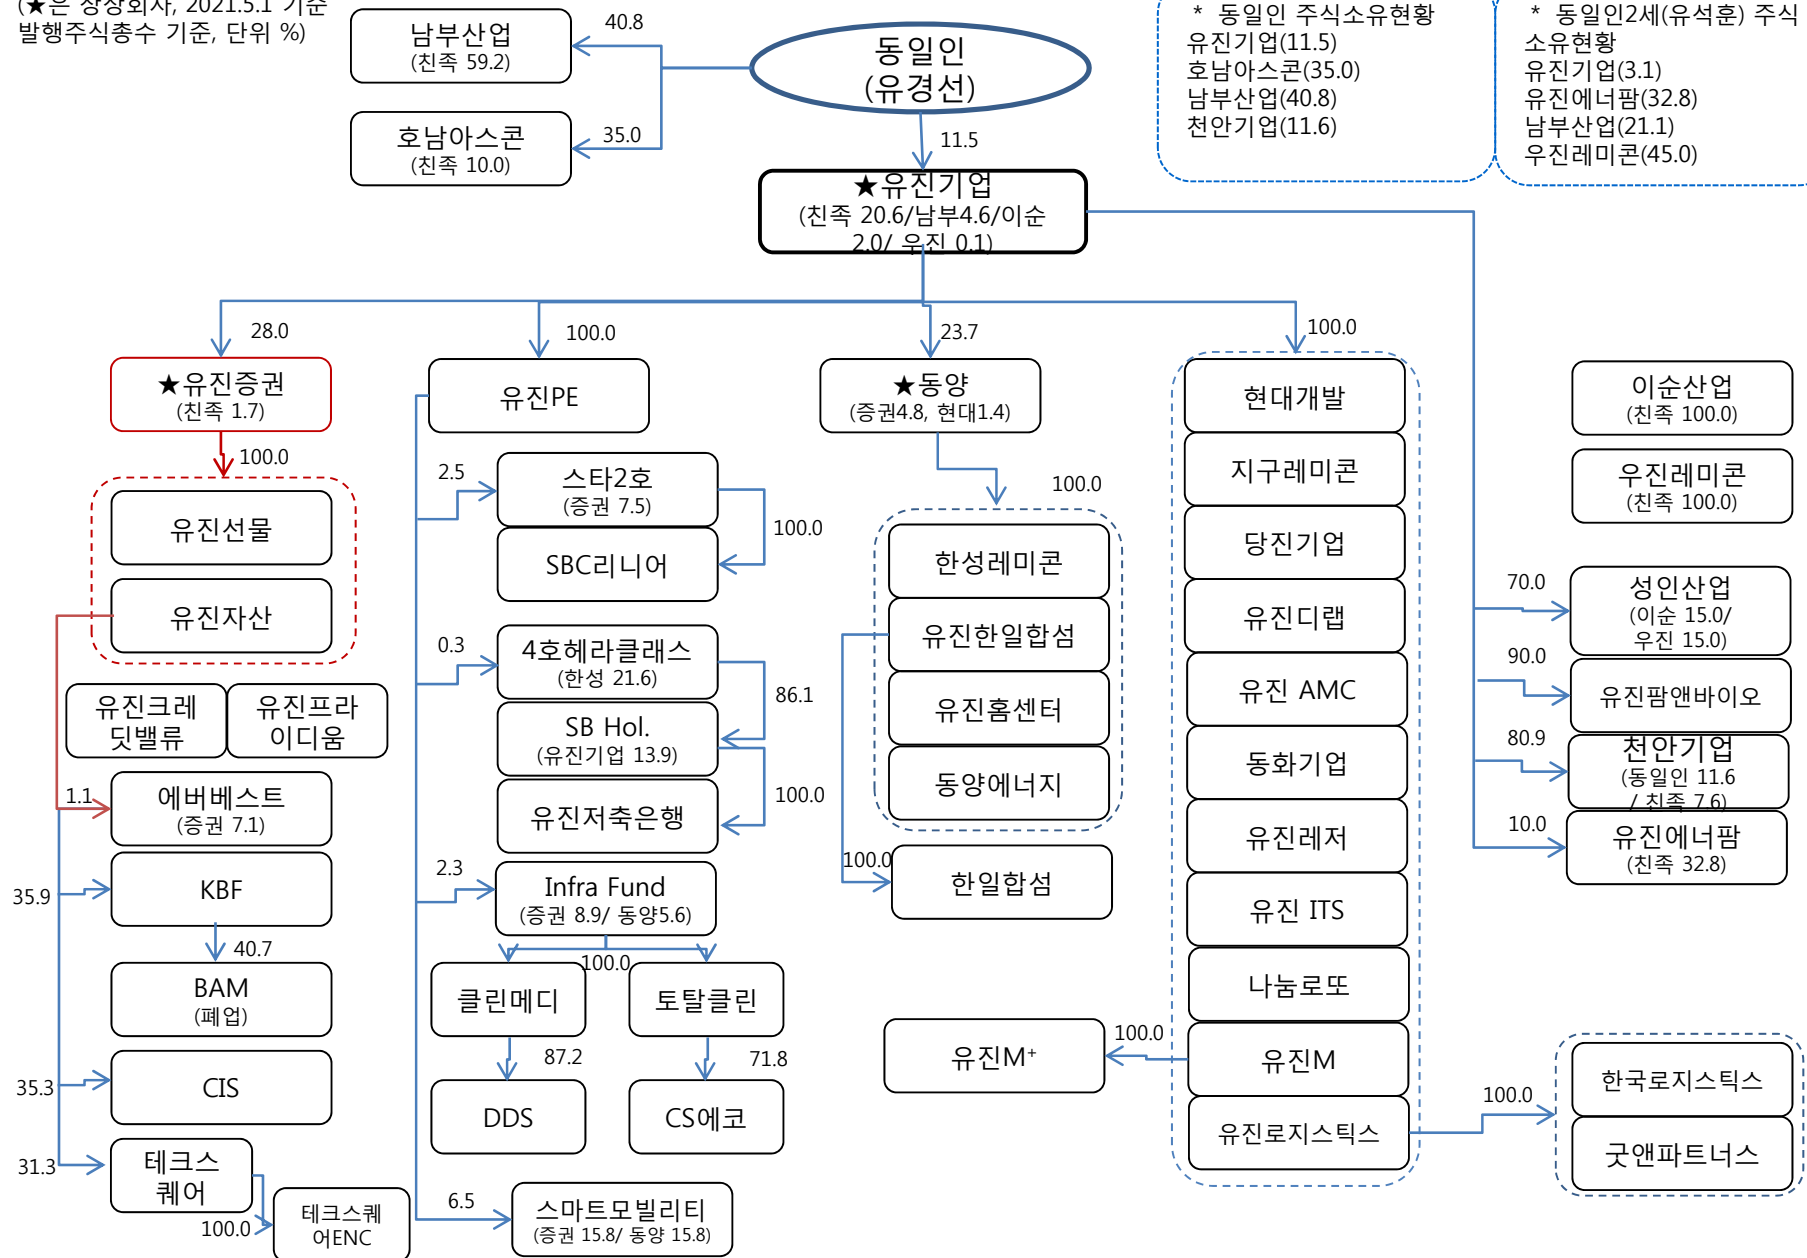 (★은 상장회사, 2021.5.1 기준
발행주식총수 기준, 단위 %)
남부산업
(친족 59.2)
40.8
동일인
(유경선)
* 동일인 주식소유현황
유진기업(11.5)
호남아스콘(35.0)
남부산업(40.8)
천안기업(11.6)
* 동일인2세(유석훈) 주식
소유현황
유진기업(3.1)
유진에너팜(32.8)
남부산업(21.1)
우진레미콘(45.0)
호남아스콘
(친족 10.0)
35.0
11.5
★유진기업
(친족 20.6/남부4.6/이순
2.0/ 우진 0.1)
28.0
100.0
23.7
100.0
★유진증권
(친족 1.7)
100.0
유진선물
유진자산
유진크레
딧밸류
유진프라
이디움
1.1
에버베스트
(증권 7.1)
35.9
KBF
40.7
BAM
(폐업)
35.3
CIS
31.3
테크스
퀘어
100.0
테크스퀘
어ENC
유진PE
2.5
스타2호
(증권 7.5)
100.0
SBC리니어
0.3
4호헤라클래스
(한성 21.6)
86.1
SB Hol.
(유진기업 13.9)
100.0
유진저축은행
2.3
Infra Fund
(증권 8.9/ 동양5.6)
100.0
클린메디
토탈클린
87.2
71.8
DDS
CS에코
6.5
스마트모빌리티
(증권 15.8/ 동양 15.8)
★동양
(증권4.8, 현대1.4)
100.0
한성레미콘
유진한일합섬
유진홈센터
동양에너지
100.0
한일합섬
현대개발
지구레미콘
당진기업
유진디랩
유진 AMC
동화기업
유진레저
유진 ITS
나눔로또
유진M
유진로지스틱스
100.0
유진M+
100.0
한국로지스틱스
굿앤파트너스
이순산업
(친족 100.0)
우진레미콘
(친족 100.0)
70.0
성인산업
(이순 15.0/
우진 15.0)
90.0
유진팜앤바이오
80.9
천안기업
(동일인 11.6
/ 친족 7.6)
10.0
유진에너팜
(친족 32.8)